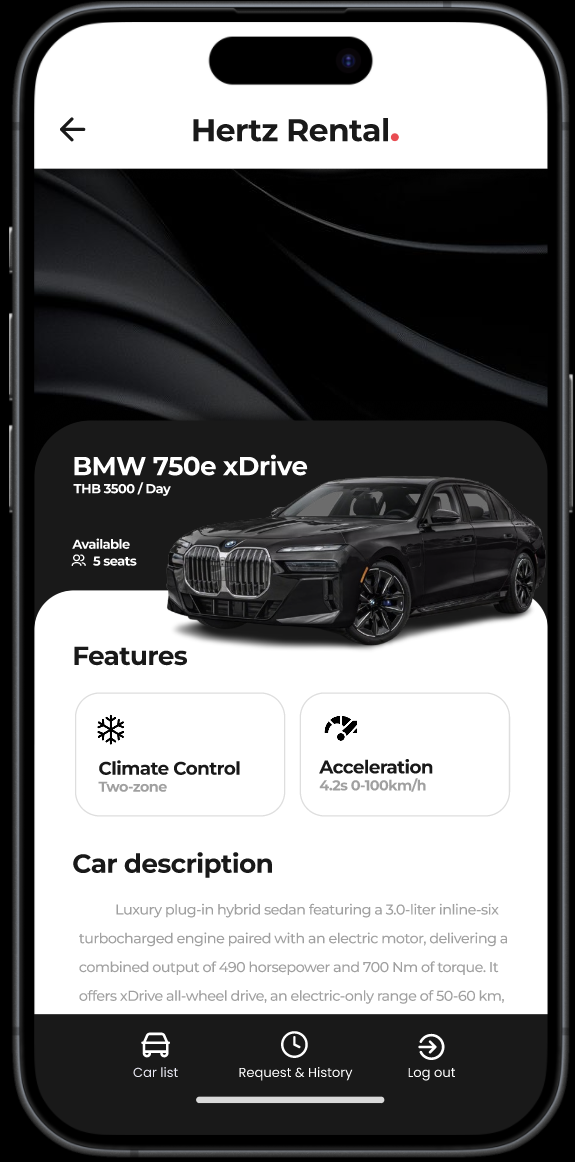 Hertz Rental.
BMW 750e xDrive
THB 3500 / Day
Available
5 seats
Features
Climate Control
Two-zone
Acceleration
4.2s 0-100km/h
Car description
Luxury plug-in hybrid sedan featuring a 3.0-liter inline-six
turbocharged engine paired with an electric motor, delivering a
combined output of 490 horsepower and 700 Nm of torque. It
offers xDrive all-wheel drive, an electric-only range of 50-60 km,
Car list
Request & History
Log out